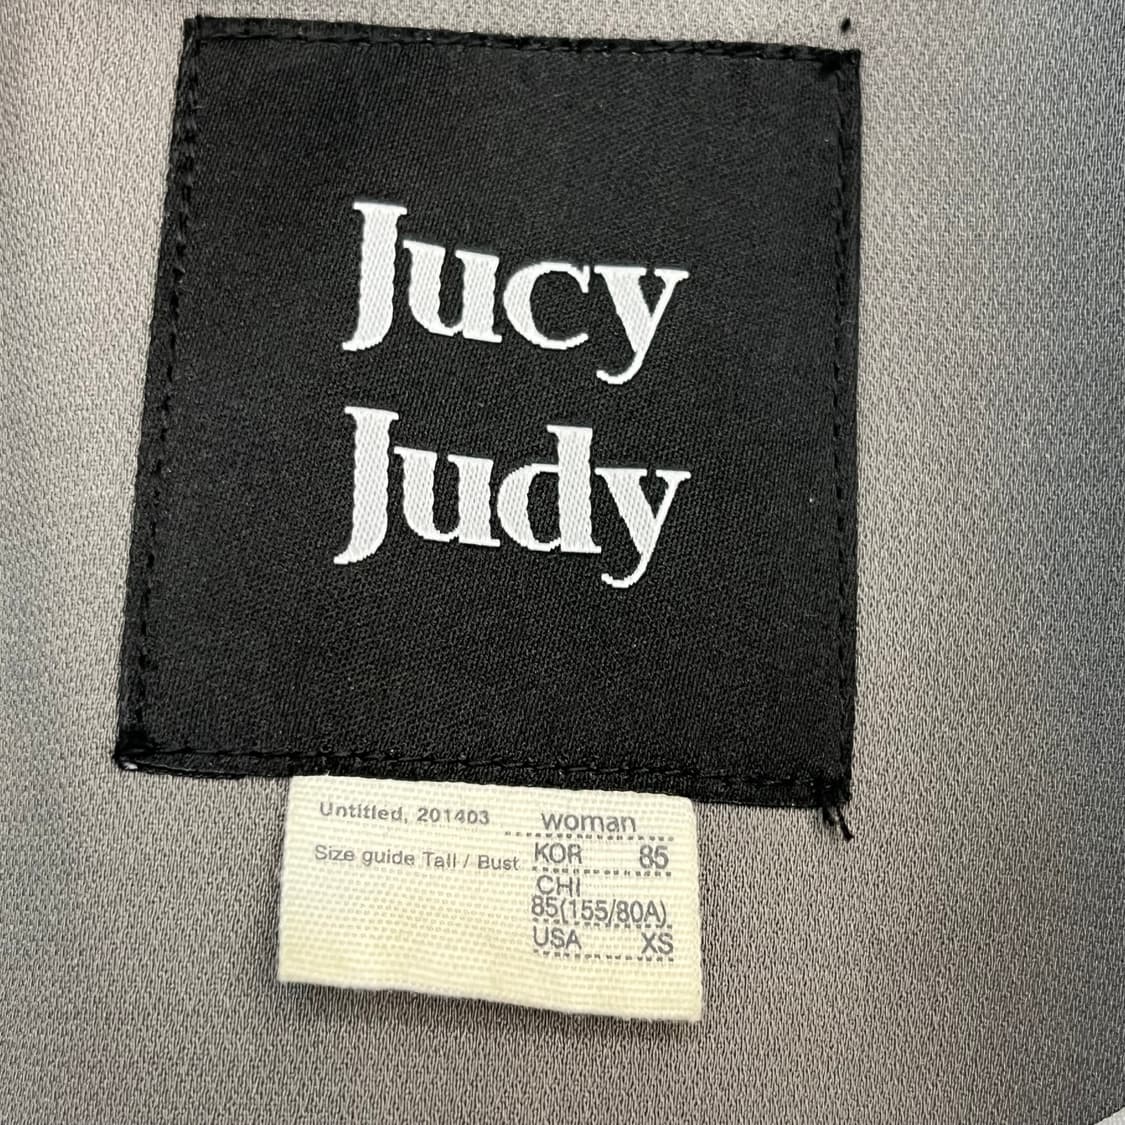 Jucy
Judy
Untitled, 201403
Size guide Tall / Bust
woman
KOR 85
CHI
85(155/80A)
USA XS